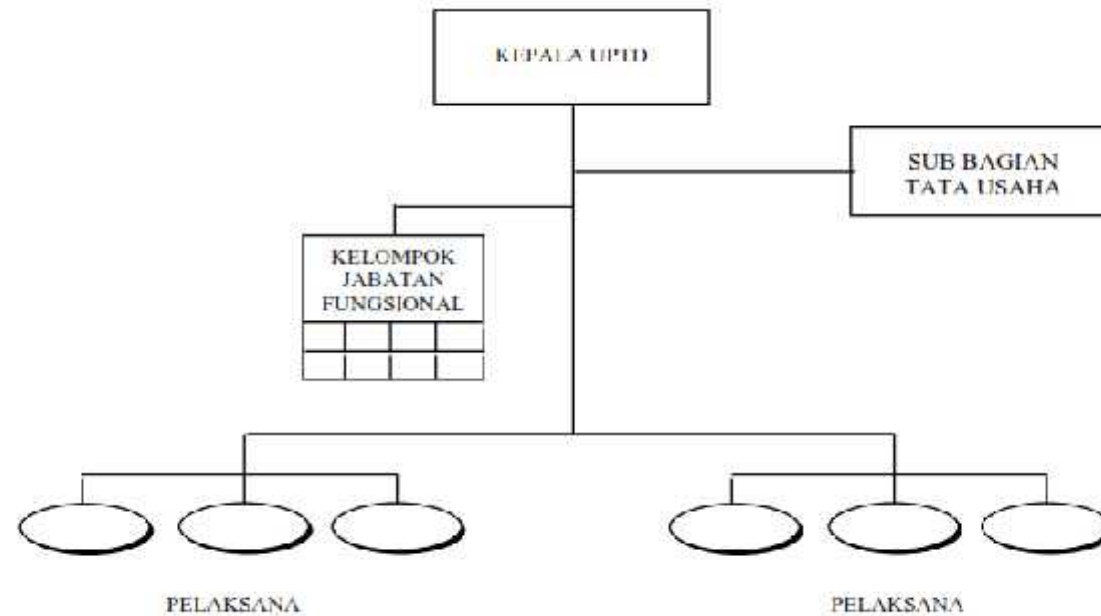 KEPALA UPTD
SUB BAGIAN
TATA USAHA
KELOMPOK
JABATAN
FUNGSIONAL
PELAKSANA
PELAKSANA